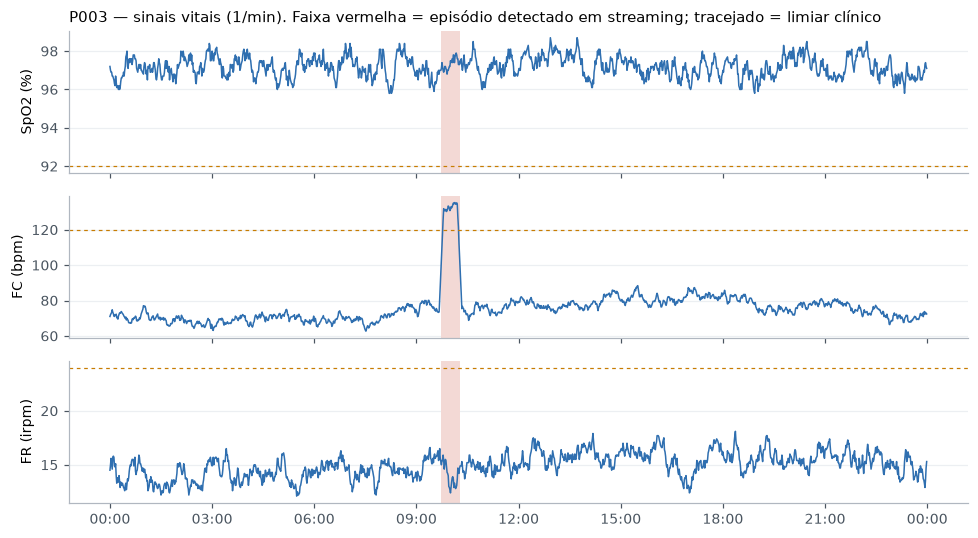 P003 — sinais vitais (1/min). Faixa vermelha = episódio detectado em streaming; tracejado = limiar clínico
SpO2 (%)
98
96
94
92
FC (bpm)
120
100
80
60
FR (irpm)
20
15
00:00 03:00 06:00 09:00 12:00 15:00 18:00 21:00 00:00